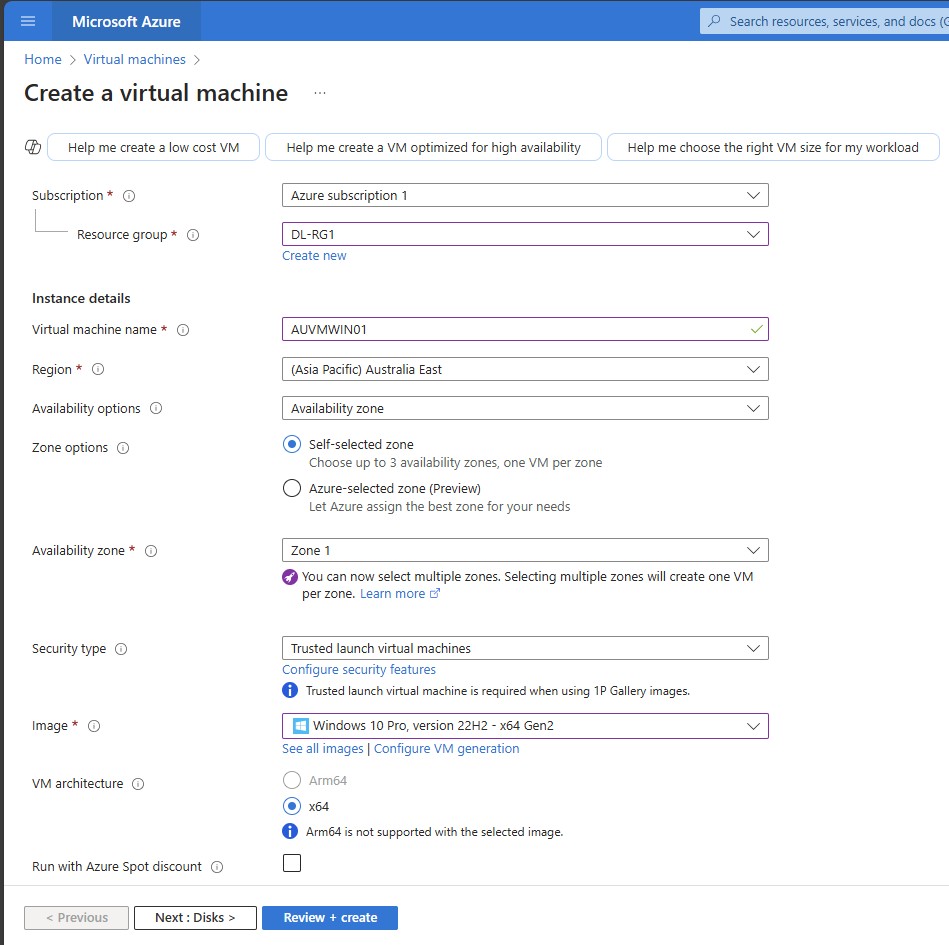 Microsoft Azure
Search resources, services, and docs (G
Home > Virtual machines >
Create a virtual machine ...
Help me create a low cost VM
Help me create a VM optimized for high availability
Help me choose the right VM size for my workload
Subscription *
Azure subscription 1
Resource group *
DL-RG1
Create new
Instance details
Virtual machine name *
AUVMWIN01
Region *
(Asia Pacific) Australia East
Availability options
Availability zone
Zone options
Self-selected zone
Choose up to 3 availability zones, one VM per zone
Azure-selected zone (Preview)
Let Azure assign the best zone for your needs
Availability zone *
Zone 1
You can now select multiple zones. Selecting multiple zones will create one VM
per zone. Learn more
Security type
Trusted launch virtual machines
Configure security features
Trusted launch virtual machine is required when using 1P Gallery images.
Image *
Windows 10 Pro, version 22H2 - x64 Gen2
See all images | Configure VM generation
VM architecture
Arm64
x64
Arm64 is not supported with the selected image.
Run with Azure Spot discount
< Previous
Next : Disks >
Review + create